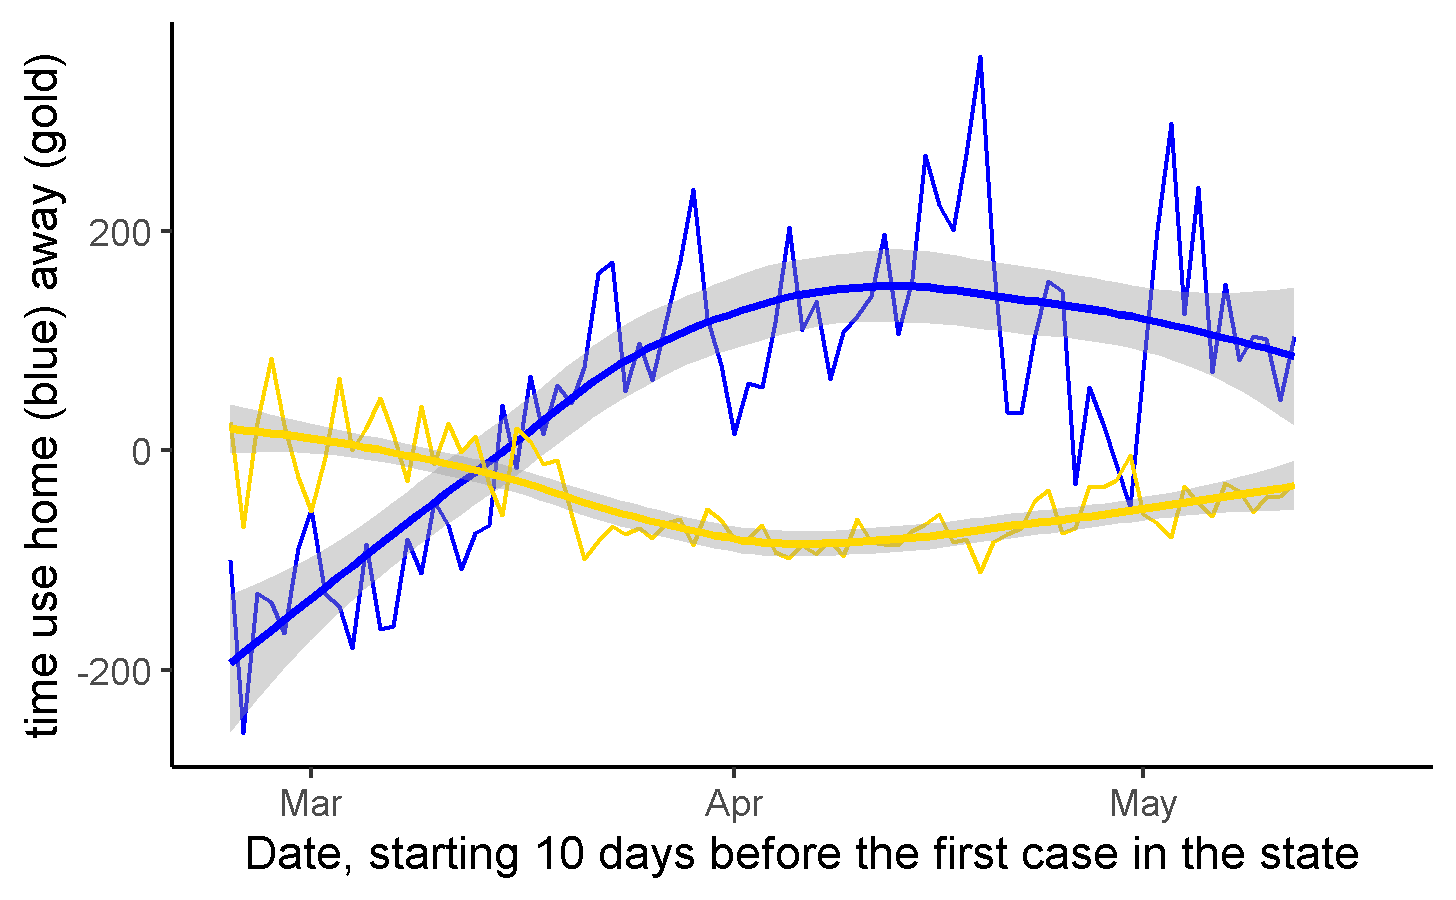 time use home (blue) away (gold)
200
0
-200
Mar Apr May
Date, starting 10 days before the first case in the state